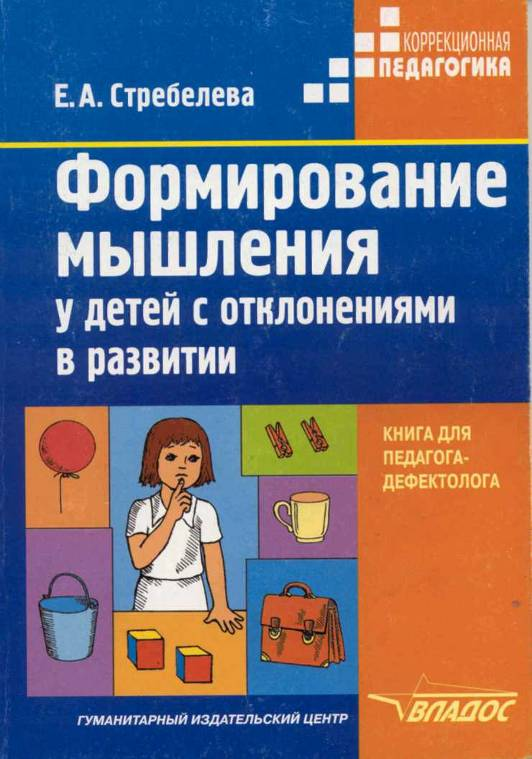 КОРРЕКЦИОННАЯ
ПЕДАГОГИКА
Е. А. Стребелева
Формирование
мышления
у детей с отклонениями
в развитии
КНИГА ДЛЯ
ПЕДАГОГА-
ДЕФЕКТОЛОГА
ГУМАНИТАРНЫЙ ИЗДАТЕЛЬСКИЙ ЦЕНТР
ВЛАДОС